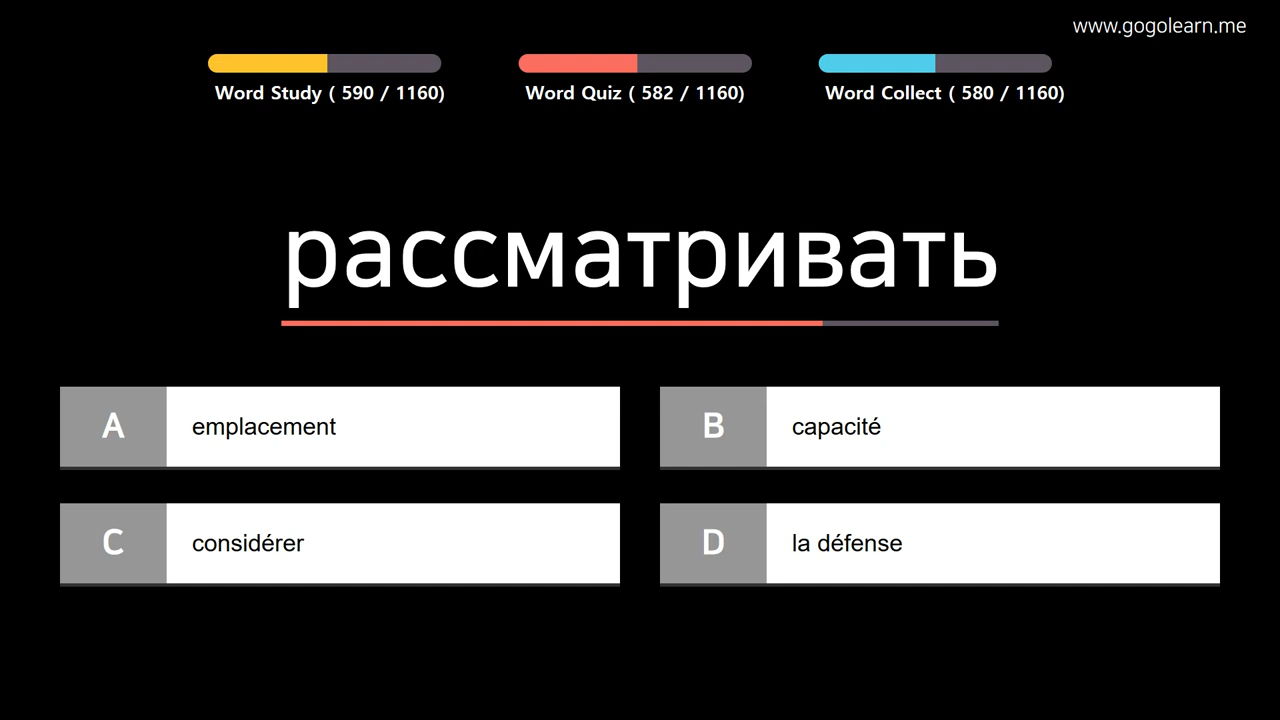 www.gogolearn.me
Word Study ( 590 / 1160)
Word Quiz ( 582 / 1160)
Word Collect ( 580 / 1160)
рассматривать
A
emplacement
B
capacité
C
considérer
D
la défense